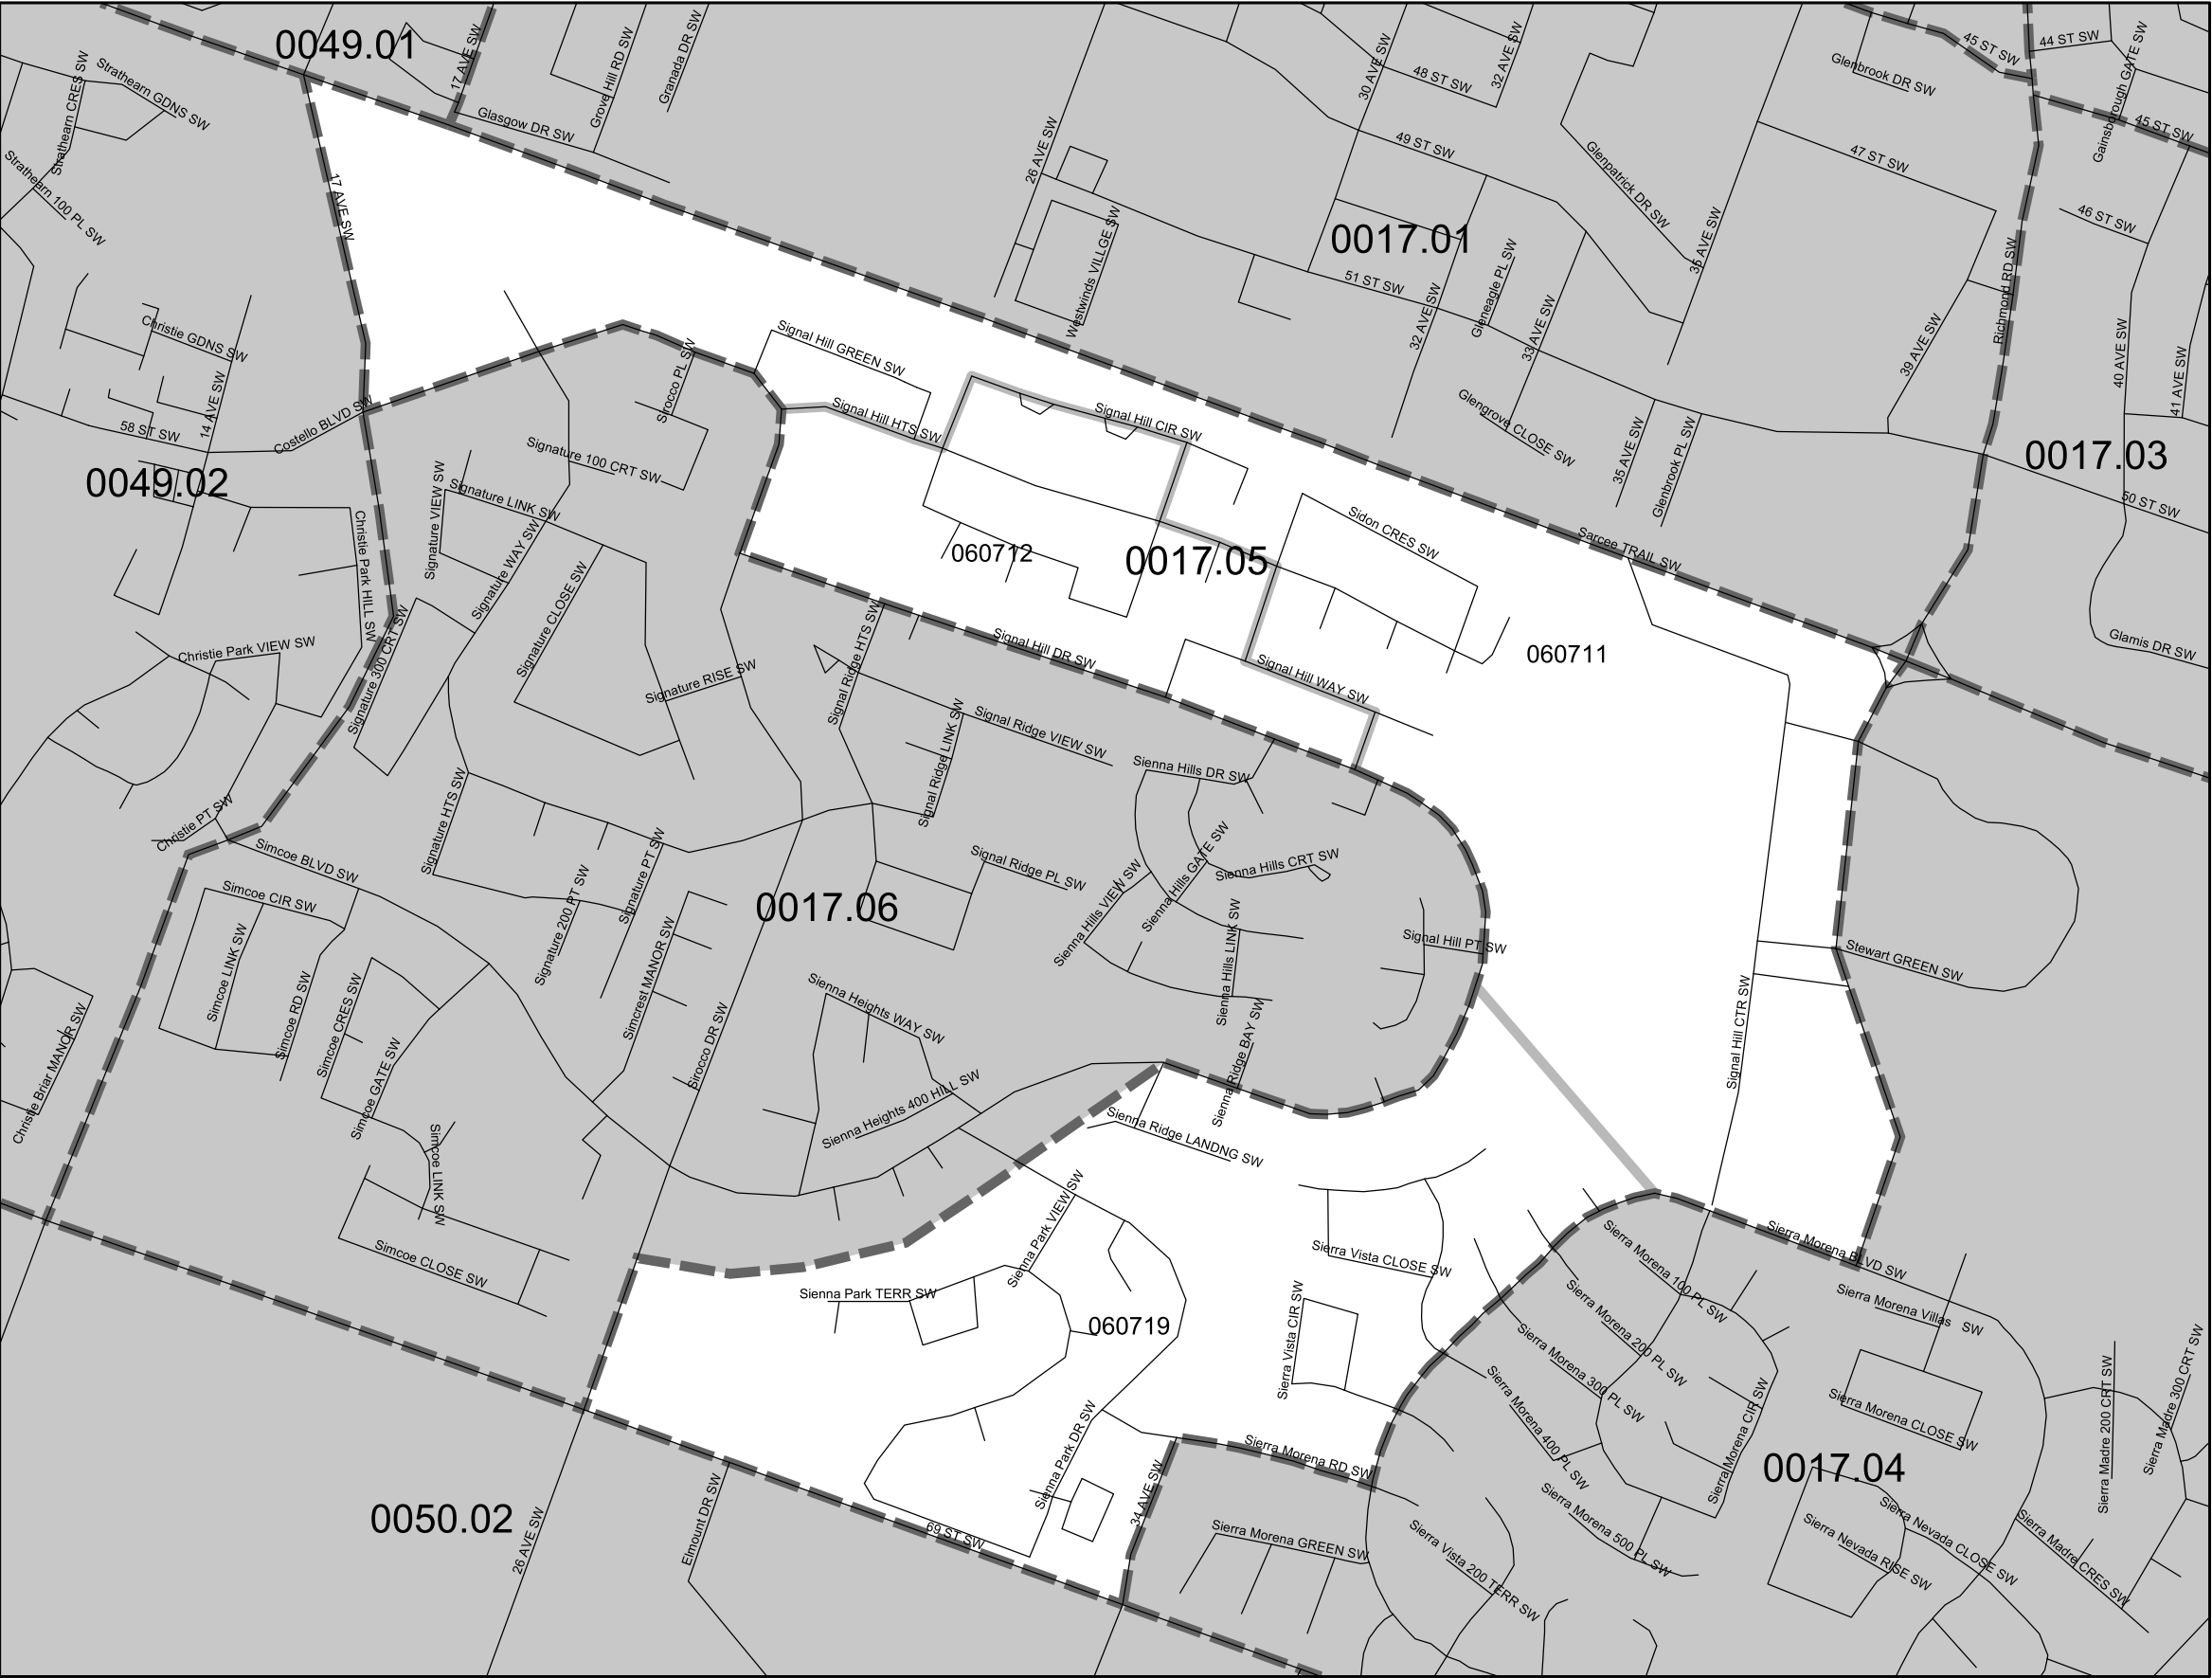 0049.01
17 AVE SW
Grove Hill RD SW
Granada DR SW
Glasgow DR SW
Strathearn CRES SW
Strathearn GDNS SW
Strathearn 100 PL SW
17 AVE SW
26 AVE SW
30 AVE SW
48 ST SW
32 AVE SW
49 ST SW
Glenbrook DR SW
45 ST SW
44 ST SW
Gainsborough GATE SW
45 ST SW
47 ST SW
Glenpatrick DR SW
35 AVE SW
46 ST SW
Richmond RD SW
Westwinds VILLGE SW
0017.01
51 ST SW
Gleneagle PL SW
32 AVE SW
33 AVE SW
39 AVE SW
40 AVE SW
41 AVE SW
Christie GDNS SW
14 AVE SW
58 ST SW
Costello BLVD SW
0049.02
Signal Hill GREEN SW
Sirocco PL SW
Signal Hill HTS SW
Signal Hill CIR SW
Glengrove CLOSE SW
35 AVE SW
Glenbrook PL SW
0017.03
50 ST SW
Signature 100 CRT SW
Signature VIEW SW
Signature LINK SW
Signature WAY SW
Signature CLOSE SW
Christie Park HILL SW
Signature 300 CRT SW
Christie Park VIEW SW
Sidon CRES SW
Sarcee TRAIL SW
060712
0017.05
060711
Glamis DR SW
Signal Hill DR SW
Signal Ridge HTS SW
Signal Hill WAY SW
Signature RISE SW
Signal Ridge LINK SW
Signal Ridge VIEW SW
Sienna Hills DR SW
Signature HTS SW
Christie PT SW
Simcoe BLVD SW
Signature PT SW
Signature 200 PT SW
Signal Ridge PL SW
Sienna Hills VIEW SW
Sienna Hills GATE SW
Sienna Hills CRT SW
Simcoe CIR SW
0017.06
Simcoe LINK SW
Simcoe RD SW
Simcoe CRES SW
Simcrest MANOR SW
Sienna Hills LINK SW
Signal Hill PT SW
Stewart GREEN SW
Signal Hill CTR SW
Christie Briar MANOR SW
Simcoe GATE SW
Sirocco DR SW
Sienna Heights WAY SW
Sienna Heights 400 HILL SW
Sienna Ridge BAY SW
Sienna Ridge LANDNG SW
Simcoe LINK SW
Simcoe CLOSE SW
Sienna Park VIEW SW
Sienna Park TERR SW
060719
Sierra Vista CLOSE SW
Sierra Vista CIR SW
Sierra Morena BLVD SW
Sierra Morena 100 PL SW
Sierra Morena 200 PL SW
Sierra Morena Villas SW
Sierra Morena 300 PL SW
Sierra Morena 400 PL SW
Sierra Morena CIR SW
Sierra Morena CLOSE SW
Sierra Madre 200 CRT SW
Sierra Madre 300 CRT SW
0017.04
Sierra Morena RD SW
Sienna Park DR SW
34 AVE SW
0050.02
26 AVE SW
Elmount DR SW
69 ST SW
Sierra Morena GREEN SW
Sierra Vista 200 TERR SW
Sierra Morena 500 PL SW
Sierra Nevada CLOSE SW
Sierra Nevada RISE SW
Sierra Madre CRES SW